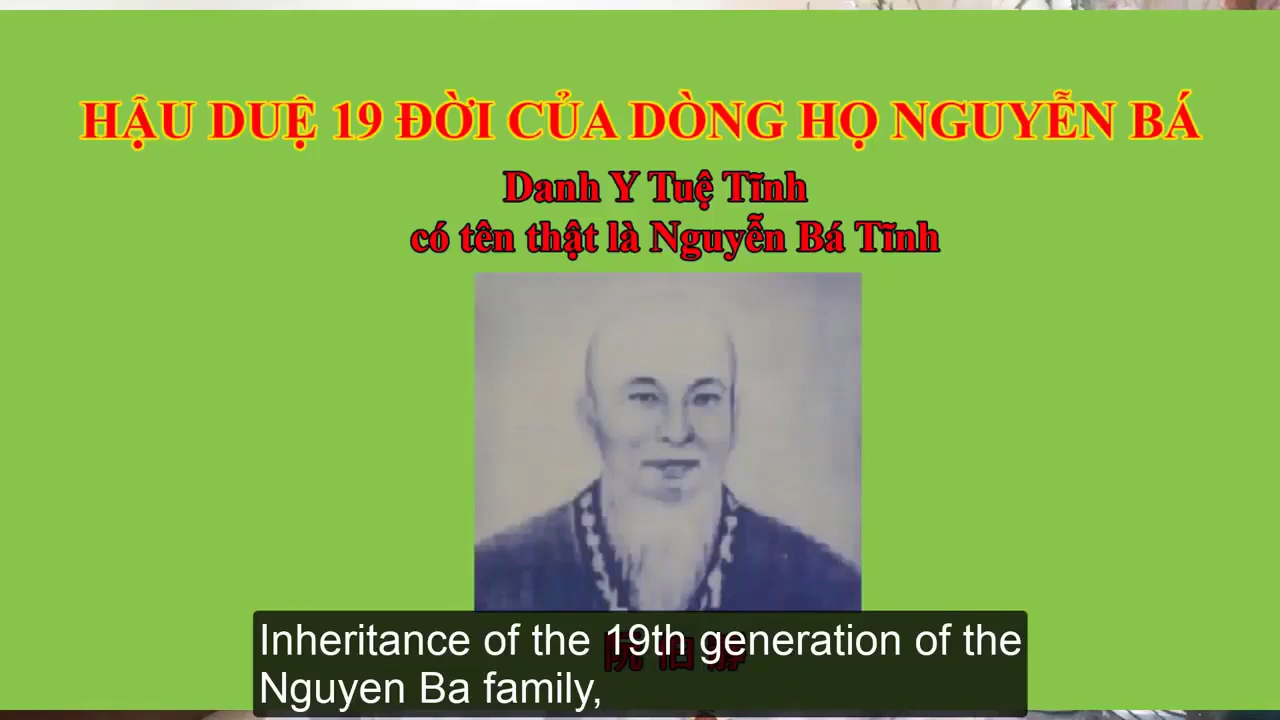 HẬU DUỆ 19 ĐỜI CỦA DÒNG HỌ NGUYỄN BÁ
Danh Y Tuệ Tĩnh
có tên thật là Nguyễn Bá Tĩnh
Inheritance of the 19th generation of the
Nguyen Ba family,